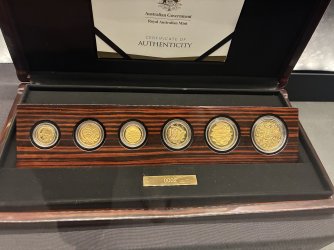 Australian Government
Royal Australian Mint
CERTIFICATE OF
AUTHENTICITY